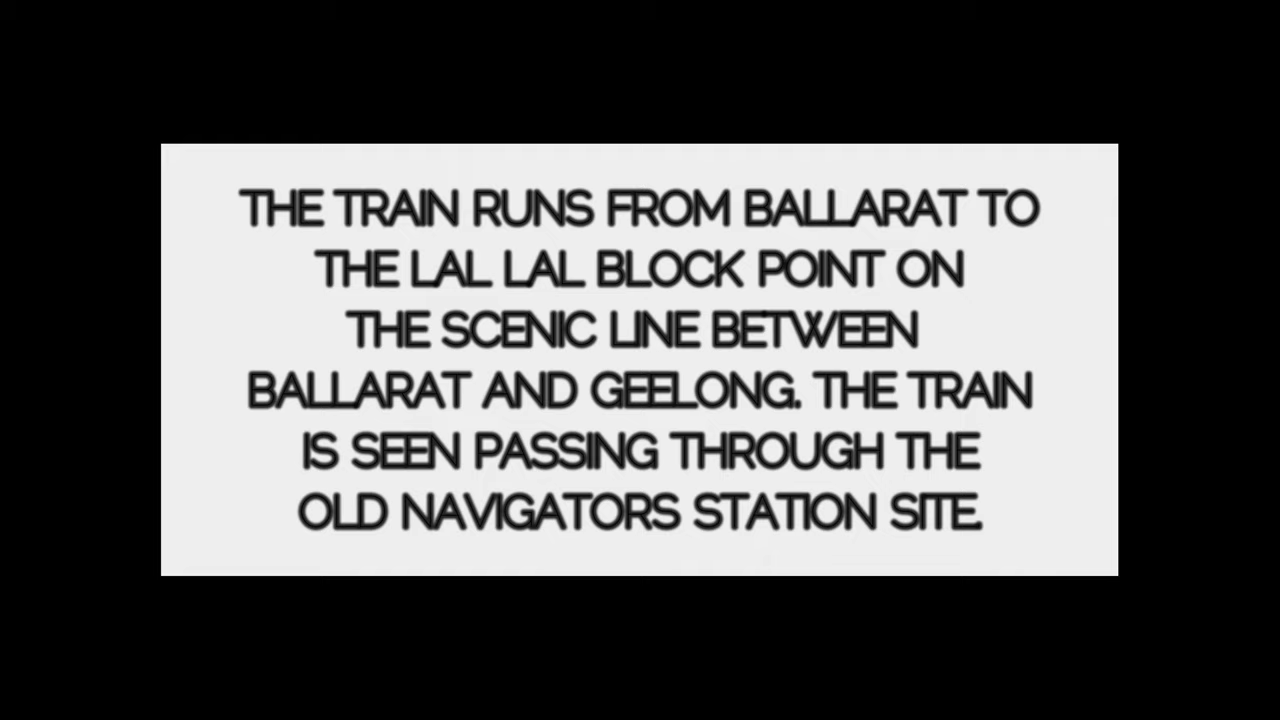 THE TRAIN RUNS FROM BALLARAT TO
THE LAL LAL BLOCK POINT ON
THE SCENIC LINE BETWEEN
BALLARAT AND GEELONG. THE TRAIN
IS SEEN PASSING THROUGH THE
OLD NAVIGATORS STATION SITE.